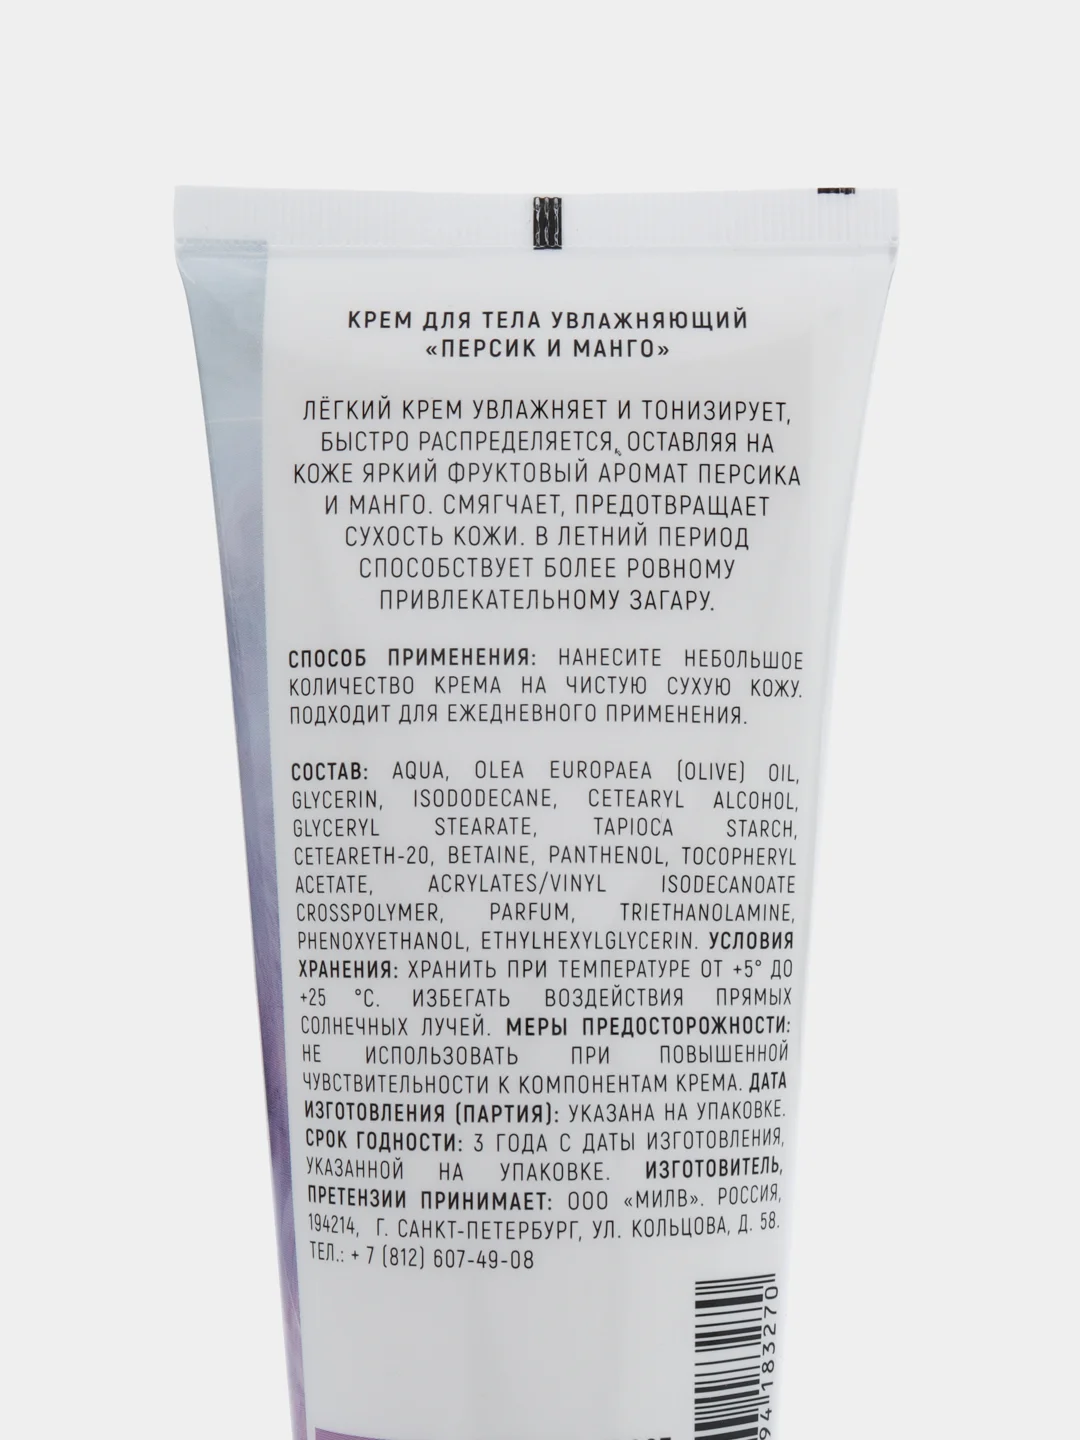 КРЕМ ДЛЯ ТЕЛА УВЛАЖНЯЮЩИЙ
«ПЕРСИК И МАНГО»
ЛЁГКИЙ КРЕМ УВЛАЖНЯЕТ И ТОНИЗИРУЕТ,
БЫСТРО РАСПРЕДЕЛЯЕТСЯ, ОСТАВЛЯЯ НА
КОЖЕ ЯРКИЙ ФРУКТОВЫЙ АРОМАТ ПЕРСИКА
И МАНГО. СМЯГЧАЕТ, ПРЕДОТВРАЩАЕТ
СУХОСТЬ КОЖИ. В ЛЕТНИЙ ПЕРИОД
СПОСОБСТВУЕТ БОЛЕЕ РОВНОМУ
ПРИВЛЕКАТЕЛЬНОМУ ЗАГАРУ.
СПОСОБ ПРИМЕНЕНИЯ: НАНЕСИТЕ НЕБОЛЬШОЕ
КОЛИЧЕСТВО КРЕМА НА ЧИСТУЮ СУХУЮ КОЖУ.
ПОДХОДИТ ДЛЯ ЕЖЕДНЕВНОГО ПРИМЕНЕНИЯ.
СОСТАВ: AQUA, OLEA EUROPAEA (OLIVE) OIL,
GLYCERIN, ISODODECANE, CETEARYL ALCOHOL,
GLYCERYL STEARATE, TAPIOCA STARCH,
CETEARETH-20, BETAINE, PANTHENOL, TOCOPHERYL
ACETATE, ACRYLATES/VINYL ISODECANOATE
CROSSPOLYMER, PARFUM, TRIETHANOLAMINE,
PHENOXYETHANOL, ETHYLHEXYLGLYCERIN. УСЛОВИЯ
ХРАНЕНИЯ: ХРАНИТЬ ПРИ ТЕМПЕРАТУРЕ ОТ +5° ДО
+25 °C. ИЗБЕГАТЬ ВОЗДЕЙСТВИЯ ПРЯМЫХ
СОЛНЕЧНЫХ ЛУЧЕЙ. МЕРЫ ПРЕДОСТОРОЖНОСТИ:
НЕ ИСПОЛЬЗОВАТЬ ПРИ ПОВЫШЕННОЙ
ЧУВСТВИТЕЛЬНОСТИ К КОМПОНЕНТАМ КРЕМА. ДАТА
ИЗГОТОВЛЕНИЯ (ПАРТИЯ): УКАЗАНА НА УПАКОВКЕ.
СРОК ГОДНОСТИ: 3 ГОДА С ДАТЫ ИЗГОТОВЛЕНИЯ,
УКАЗАННОЙ НА УПАКОВКЕ. ИЗГОТОВИТЕЛЬ,
ПРЕТЕНЗИИ ПРИНИМАЕТ: ООО «МИЛВ». РОССИЯ,
194214, Г. САНКТ-ПЕТЕРБУРГ, УЛ. КОЛЬЦОВА, Д. 58.
ТЕЛ.: + 7 (812) 607-49-08
94183270